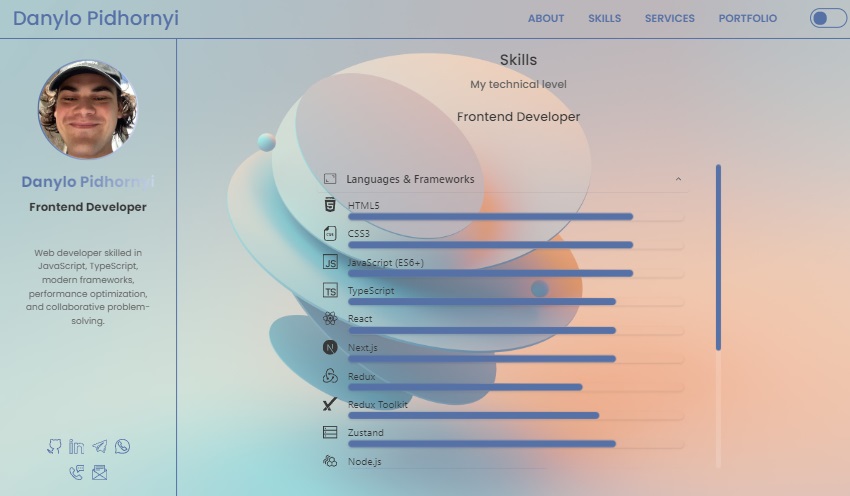 Danylo Pidhornyi
ABOUT
SKILLS
SERVICES
PORTFOLIO
Danylo Pidhornyi
Frontend Developer
Web developer skilled in
JavaScript, TypeScript,
modern frameworks,
performance optimization,
and collaborative problem-
solving.
Skills
My technical level
Frontend Developer
Languages & Frameworks
HTML5
CSS3
JavaScript (ES6+)
TypeScript
React
Next.js
Redux
Redux Toolkit
Zustand
Node.js